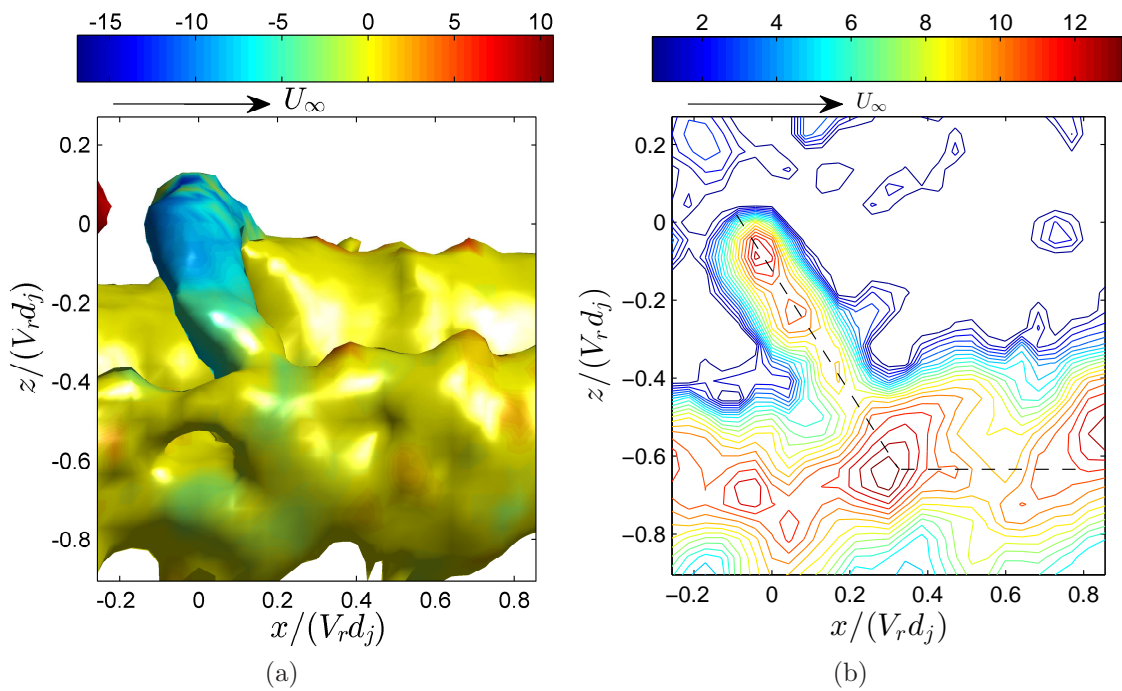 -15 -10 -5 0 5 10
2 4 6 8 10 12
U∞
U∞
0.2
0
-0.2
-0.4
-0.6
-0.8
z/(V_r d_j)
-0.2 0 0.2 0.4 0.6 0.8
x/(V_r d_j)
(a)
0.2
0
−0.2
−0.4
−0.6
−0.8
z/(V_r d_j)
−0.2 0 0.2 0.4 0.6 0.8
x/(V_r d_j)
(b)